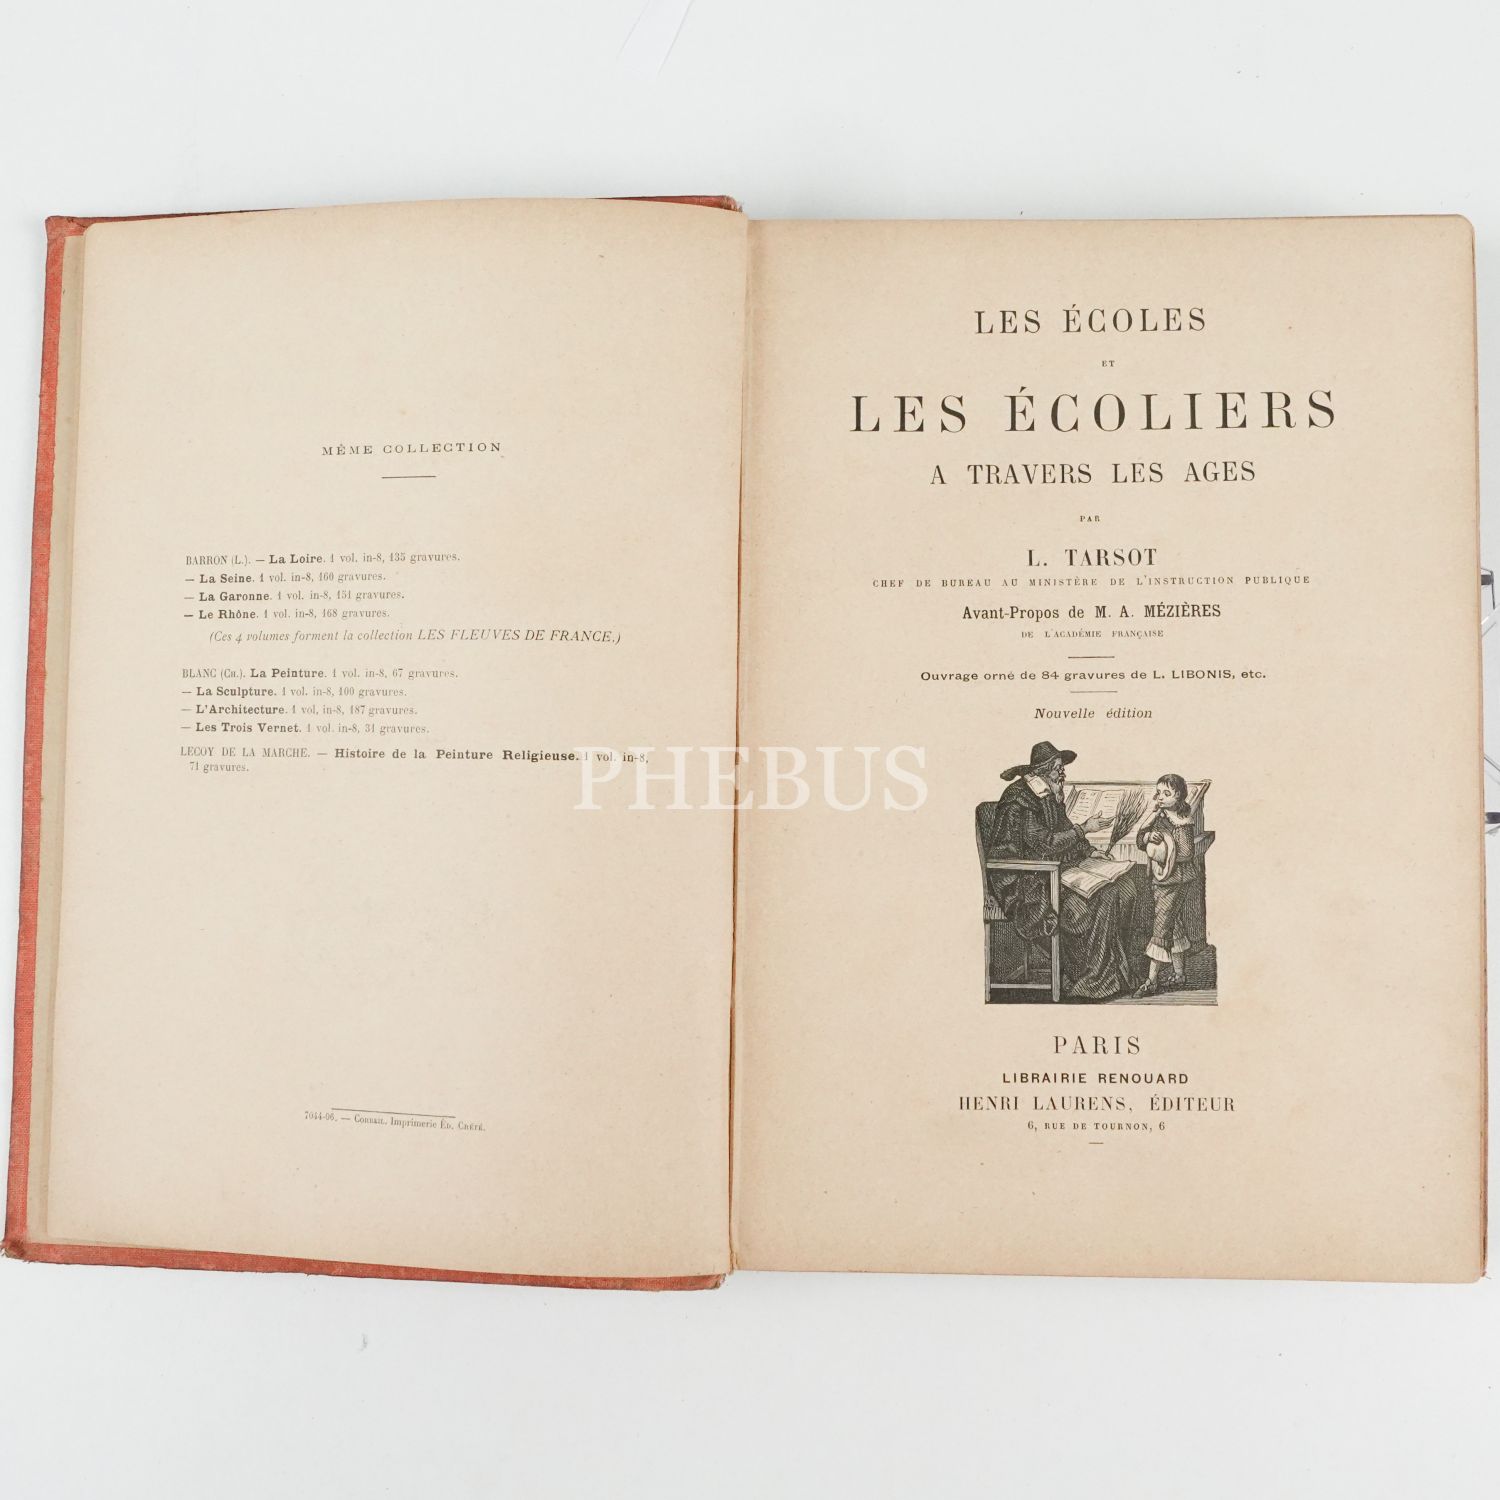 MÊME COLLECTION
BARRON (L.). — La Loire. 1 vol. in-8, 135 gravures.
— La Seine. 1 vol. in-8, 160 gravures.
— La Garonne. 1 vol. in-8, 151 gravures.
— Le Rhône. 1 vol. in-8, 168 gravures.
(Ces 4 volumes forment la collection LES FLEUVES DE FRANCE.)
BLANC (CH.). La Peinture. 1 vol. in-8, 67 gravures.
— La Sculpture. 1 vol. in-8, 100 gravures.
— L'Architecture. 1 vol, in-8, 187 gravures.
— Les Trois Vernet. 1 vol. in-8, 31 gravures.
LECOY DE LA MARCHE. — Histoire de la Peinture Religieuse. 1 vol. in-8,
71 gravures.
7044-96. — CORBEIL. Imprimerie ÉD. CRÉTÉ.
LES ÉCOLES
ET
LES ÉCOLIERS
A TRAVERS LES AGES
PAR
L. TARSOT
CHEF DE BUREAU AU MINISTÈRE DE L'INSTRUCTION PUBLIQUE
Avant-Propos de M. A. MÉZIÈRES
DE L'ACADÉMIE FRANÇAISE
Ouvrage orné de 84 gravures de L. LIBONIS, etc.
Nouvelle édition
PHEBUS
PARIS
LIBRAIRIE RENOUARD
HENRI LAURENS, ÉDITEUR
6, RUE DE TOURNON, 6